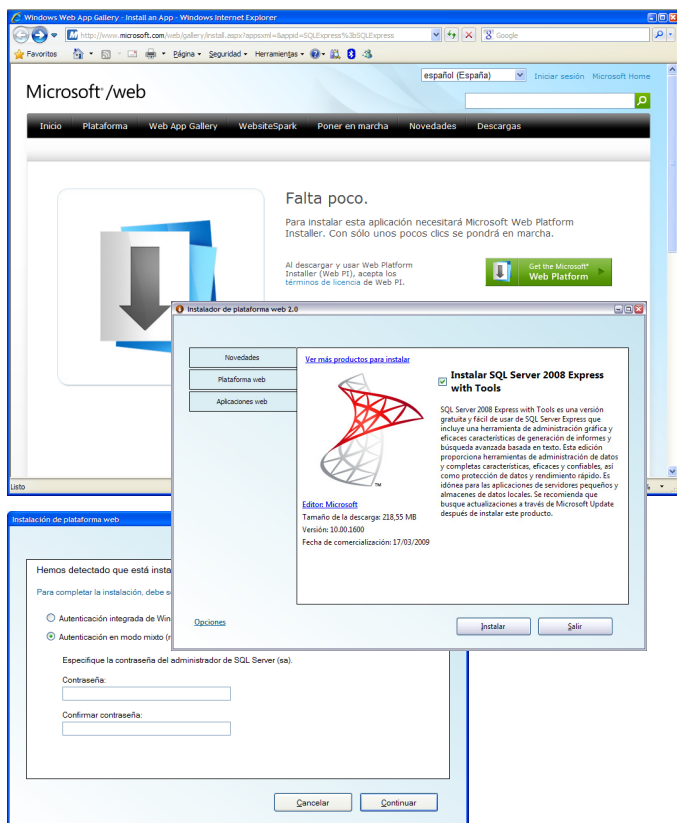 Windows Web App Gallery - Install an App - Windows Internet Explorer
http://www.microsoft.com/web/gallery/install.aspx?appsxml=&appid=SQLExpress%3bSQLExpress
Google
Favoritos
Página
Seguridad
Herramientas
español (España)
Iniciar sesión
Microsoft Home
Microsoft /web
Inicio
Plataforma
Web App Gallery
WebsiteSpark
Poner en marcha
Novedades
Descargas
Falta poco.
Para instalar esta aplicación necesitará Microsoft Web Platform
Installer. Con sólo unos pocos clics se pondrá en marcha.
Al descargar y usar Web Platform
Installer (Web PI), acepta los
términos de licencia de Web PI.
Get the Microsoft®
Web Platform
Listo
Instalador de plataforma web 2.0
Novedades
Plataforma web
Aplicaciones web
Ver más productos para instalar
TM
Instalar SQL Server 2008 Express
with Tools
SQL Server 2008 Express with Tools es una versión
gratuita y fácil de usar de SQL Server Express que
incluye una herramienta de administración gráfica y
eficaces características de generación de informes y
búsqueda avanzada basada en texto. Esta edición
proporciona herramientas de administración de datos
y completas características, eficaces y confiables, así
como protección de datos y rendimiento rápido. Es
idónea para las aplicaciones de servidores pequeños y
almacenes de datos locales. Se recomienda que
busque actualizaciones a través de Microsoft Update
después de instalar este producto.
Editor: Microsoft
Tamaño de la descarga: 218,55 MB
Versión: 10.00.1600
Fecha de comercialización: 17/03/2009
Opciones
Instalar
Salir
Instalación de plataforma web
Hemos detectado que está insta
Para completar la instalación, debe s
Autenticación integrada de Win
Autenticación en modo mixto (r
Especifique la contraseña del administrador de SQL Server (sa).
Contraseña:
Confirmar contraseña:
Cancelar
Continuar